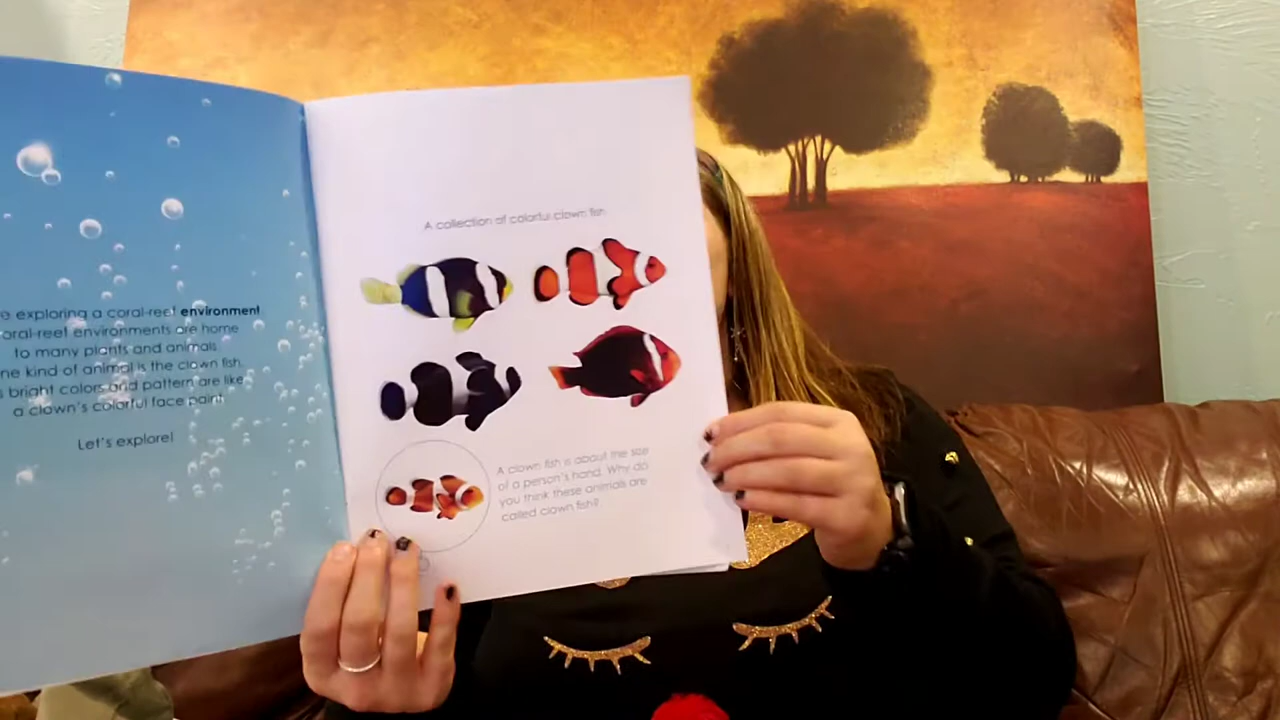 e exploring a coral-reef environment
oral-reef environments are home
to many plants and animals.
ne kind of animal is the clown fish.
s bright colors and pattern are like
a clown's colorful face paint.
Let's explore!
A collection of colorful clown fish
A clown fish is about the size
of a person's hand. Why do
you think these animals are
called clown fish?